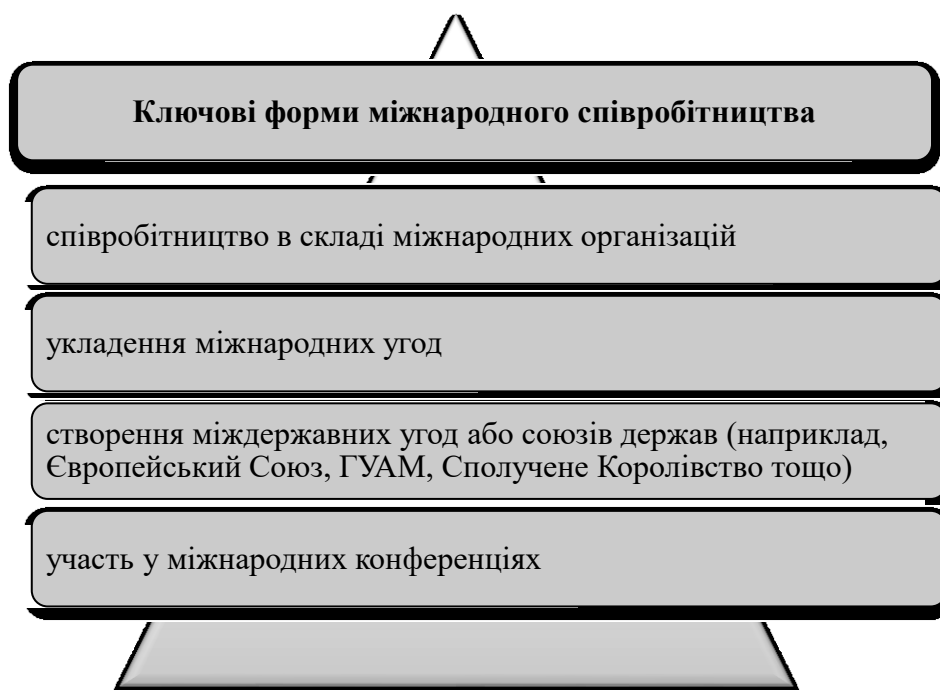 Ключові форми міжнародного співробітництва
співробітництво в складі міжнародних організацій
укладення міжнародних угод
створення міждержавних угод або союзів держав (наприклад,
Європейський Союз, ГУАМ, Сполучене Королівство тощо)
участь у міжнародних конференціях